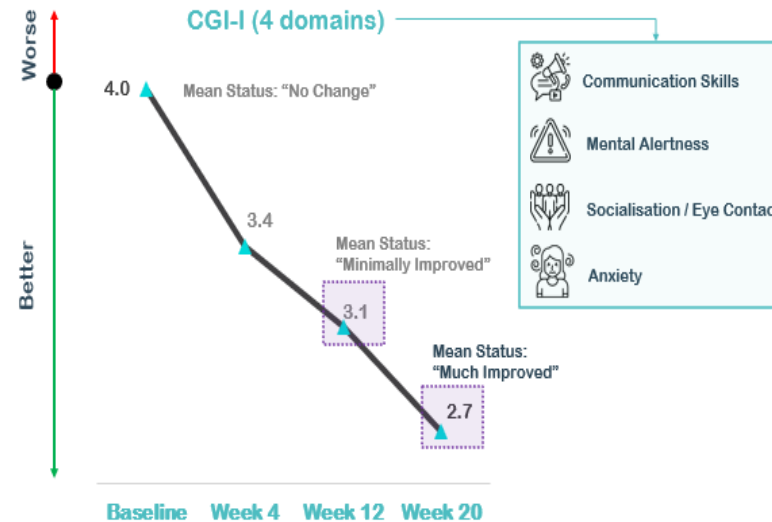 CGI-I (4 domains)
Worse
Better
4.0
Mean Status: “No Change”
3.4
Mean Status:
“Minimally Improved”
3.1
Mean Status:
“Much Improved”
2.7
Baseline Week 4 Week 12 Week 20
Communication Skills
Mental Alertness
Socialisation / Eye Contac
Anxiety